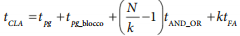 t_CLA = t_pg + t_pg_blocco + (N/k − 1) t_AND_OR + k t_FA